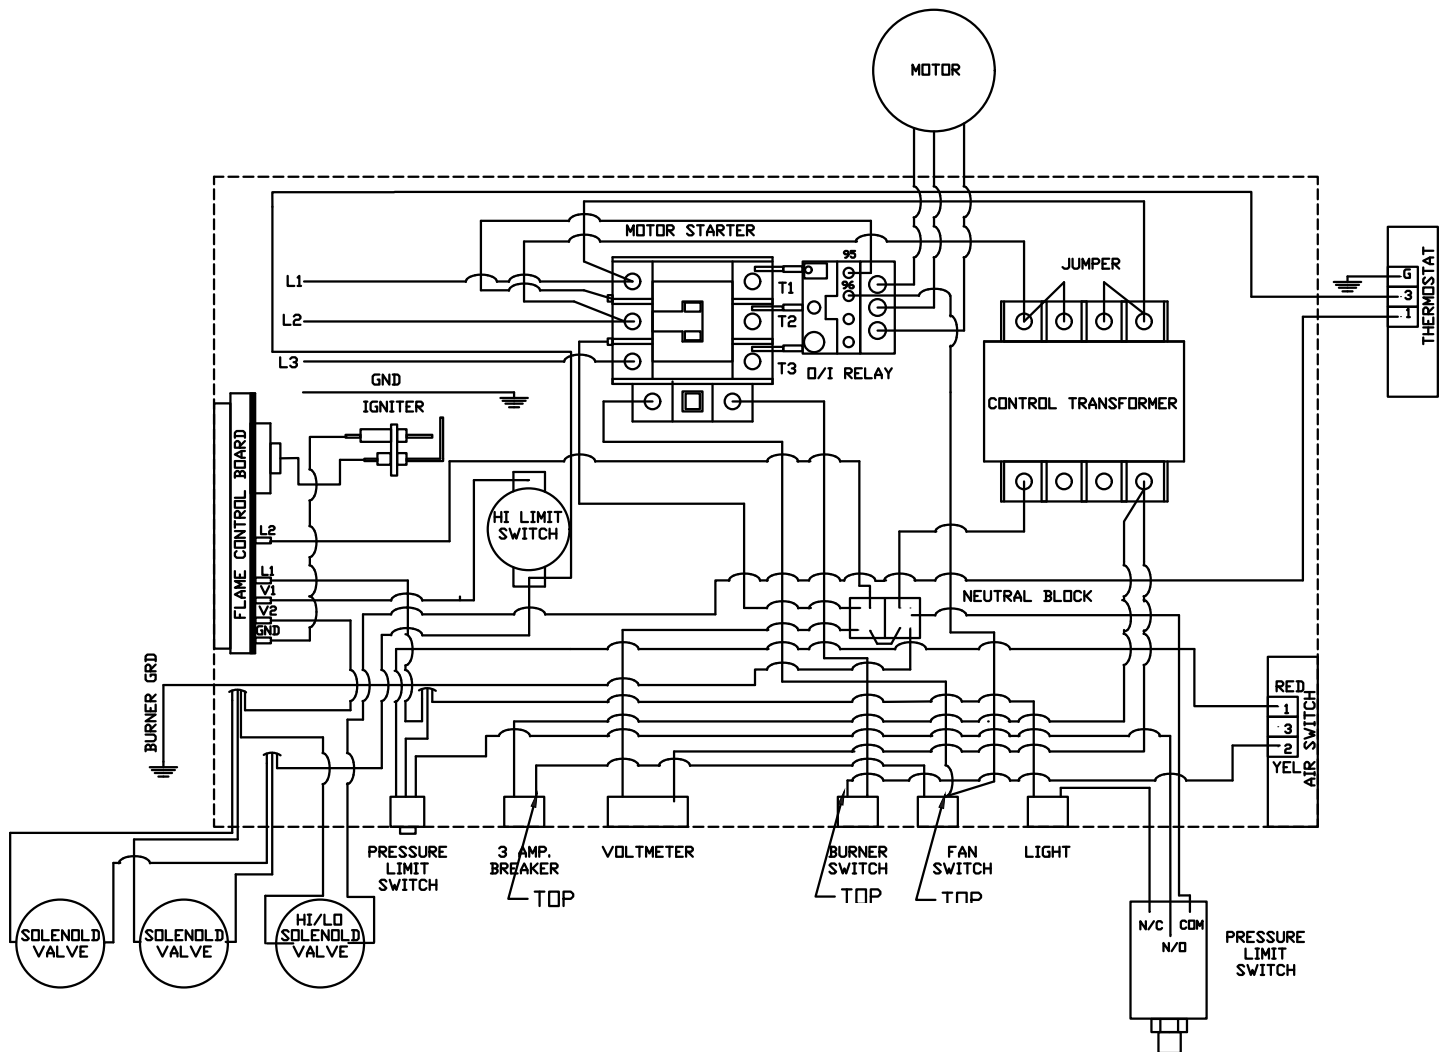 MOTOR
MOTOR STARTER
95
96
L1
L2
L3
T1
T2
T3
O/I RELAY
JUMPER
G
3
1
THERMOSTAT
GND
IGNITER
CONTROL TRANSFORMER
FLAME CONTROL BOARD
L2
L1
V1
V2
GND
HI LIMIT
SWITCH
NEUTRAL BLOCK
BURNER GRD
RED
1
3
2
YEL
AIR SWITCH
PRESSURE
LIMIT
SWITCH
3 AMP.
BREAKER
TOP
VOLTMETER
BURNER
SWITCH
TOP
FAN
SWITCH
TOP
LIGHT
SOLENOLD
VALVE
SOLENOLD
VALVE
HI/LO
SOLENOLD
VALVE
N/C
COM
N/O
PRESSURE
LIMIT
SWITCH